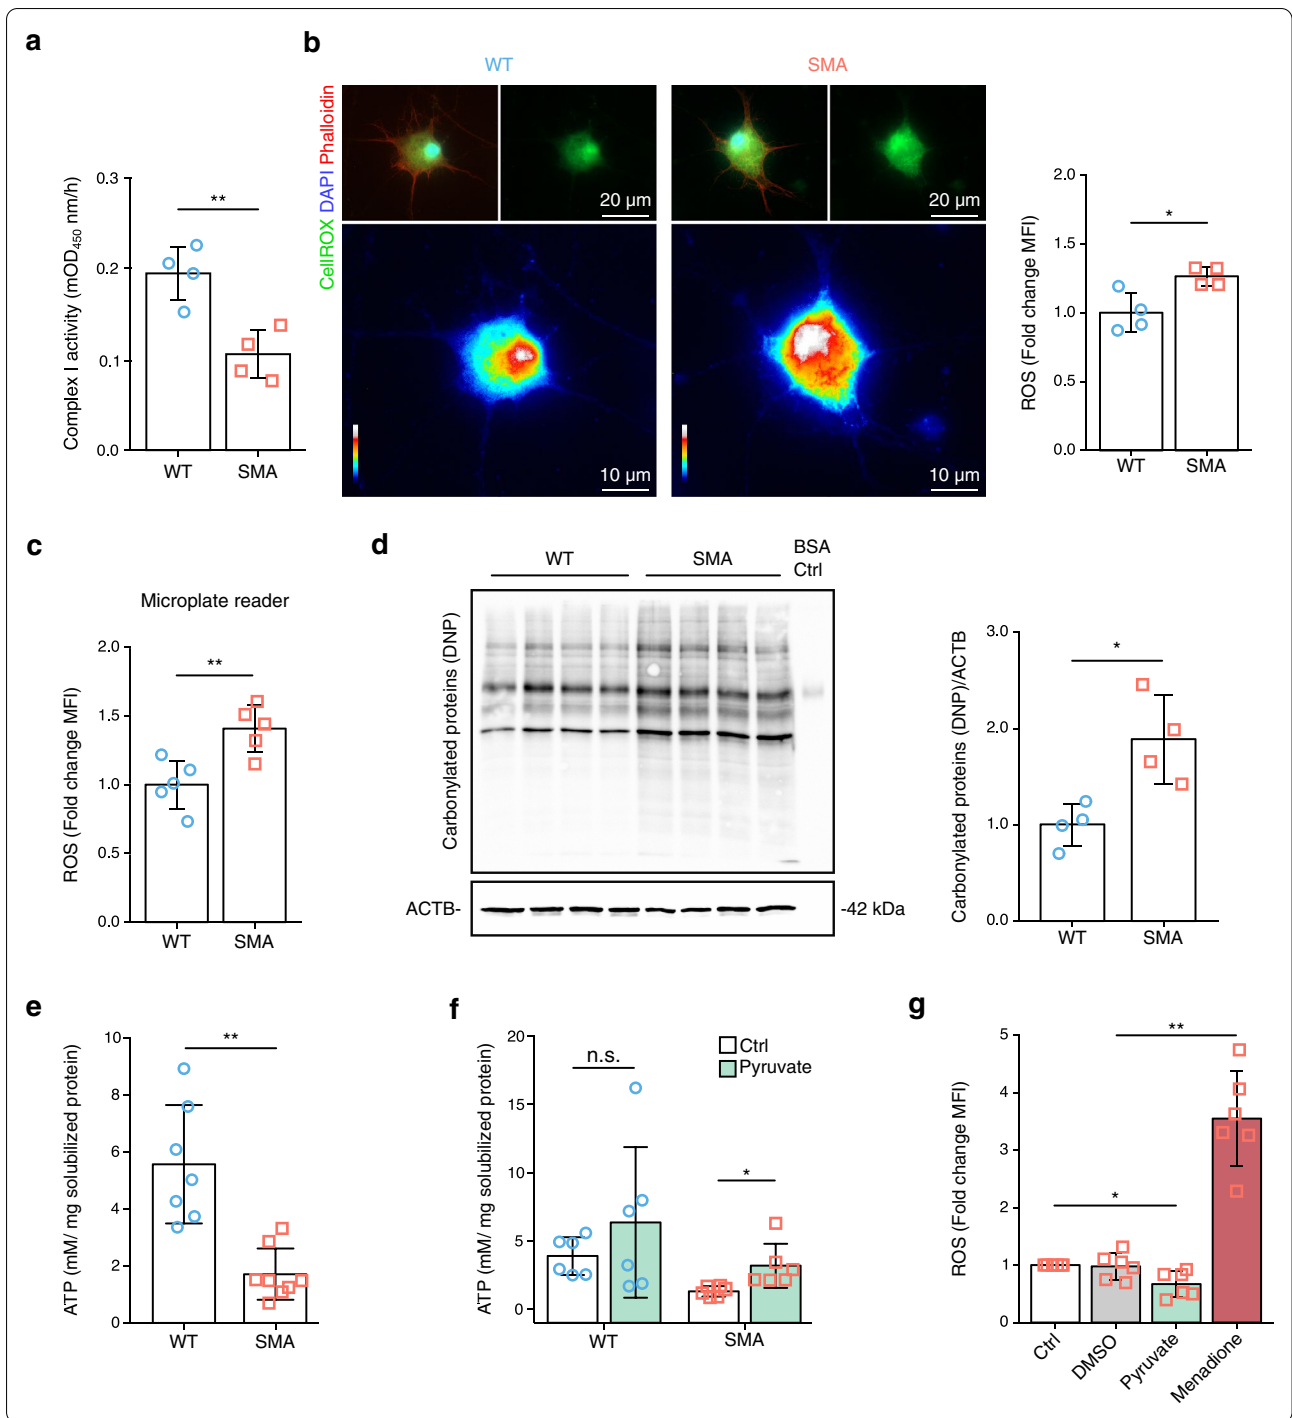 a
Complex I activity (mOD450 nm/h)
0.3
0.2
0.1
0.0
**
WT
SMA
b
WT
SMA
CellROX DAPI Phalloidin
20 µm
20 µm
10 µm
10 µm
ROS (Fold change MFI)
2.0
1.5
1.0
0.5
0.0
*
WT
SMA
c
Microplate reader
ROS (Fold change MFI)
2.0
1.5
1.0
0.5
0.0
**
WT
SMA
d
WT
SMA
BSA
Ctrl
Carbonylated proteins (DNP)
ACTB-
-42 kDa
Carbonylated proteins (DNP)/ACTB
3.0
2.0
1.0
0.0
*
WT
SMA
e
ATP (mM/ mg solubilized protein)
10
8
6
4
2
0
**
WT
SMA
f
ATP (mM/ mg solubilized protein)
20
15
10
5
0
n.s.
*
Ctrl
Pyruvate
WT
SMA
g
ROS (Fold change MFI)
5
4
3
2
1
0
**
*
Ctrl
DMSO
Pyruvate
Menadione